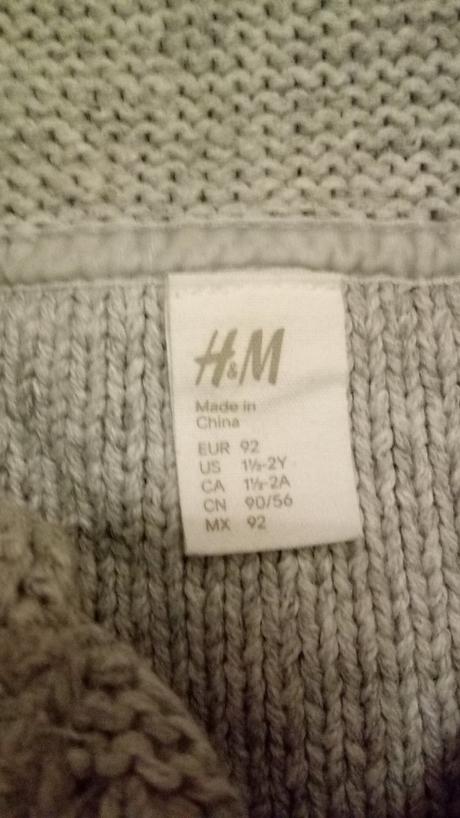 H&M
Made in
China
EUR 92
US 1½-2Y
CA 1½-2A
CN 90/56
MX 92